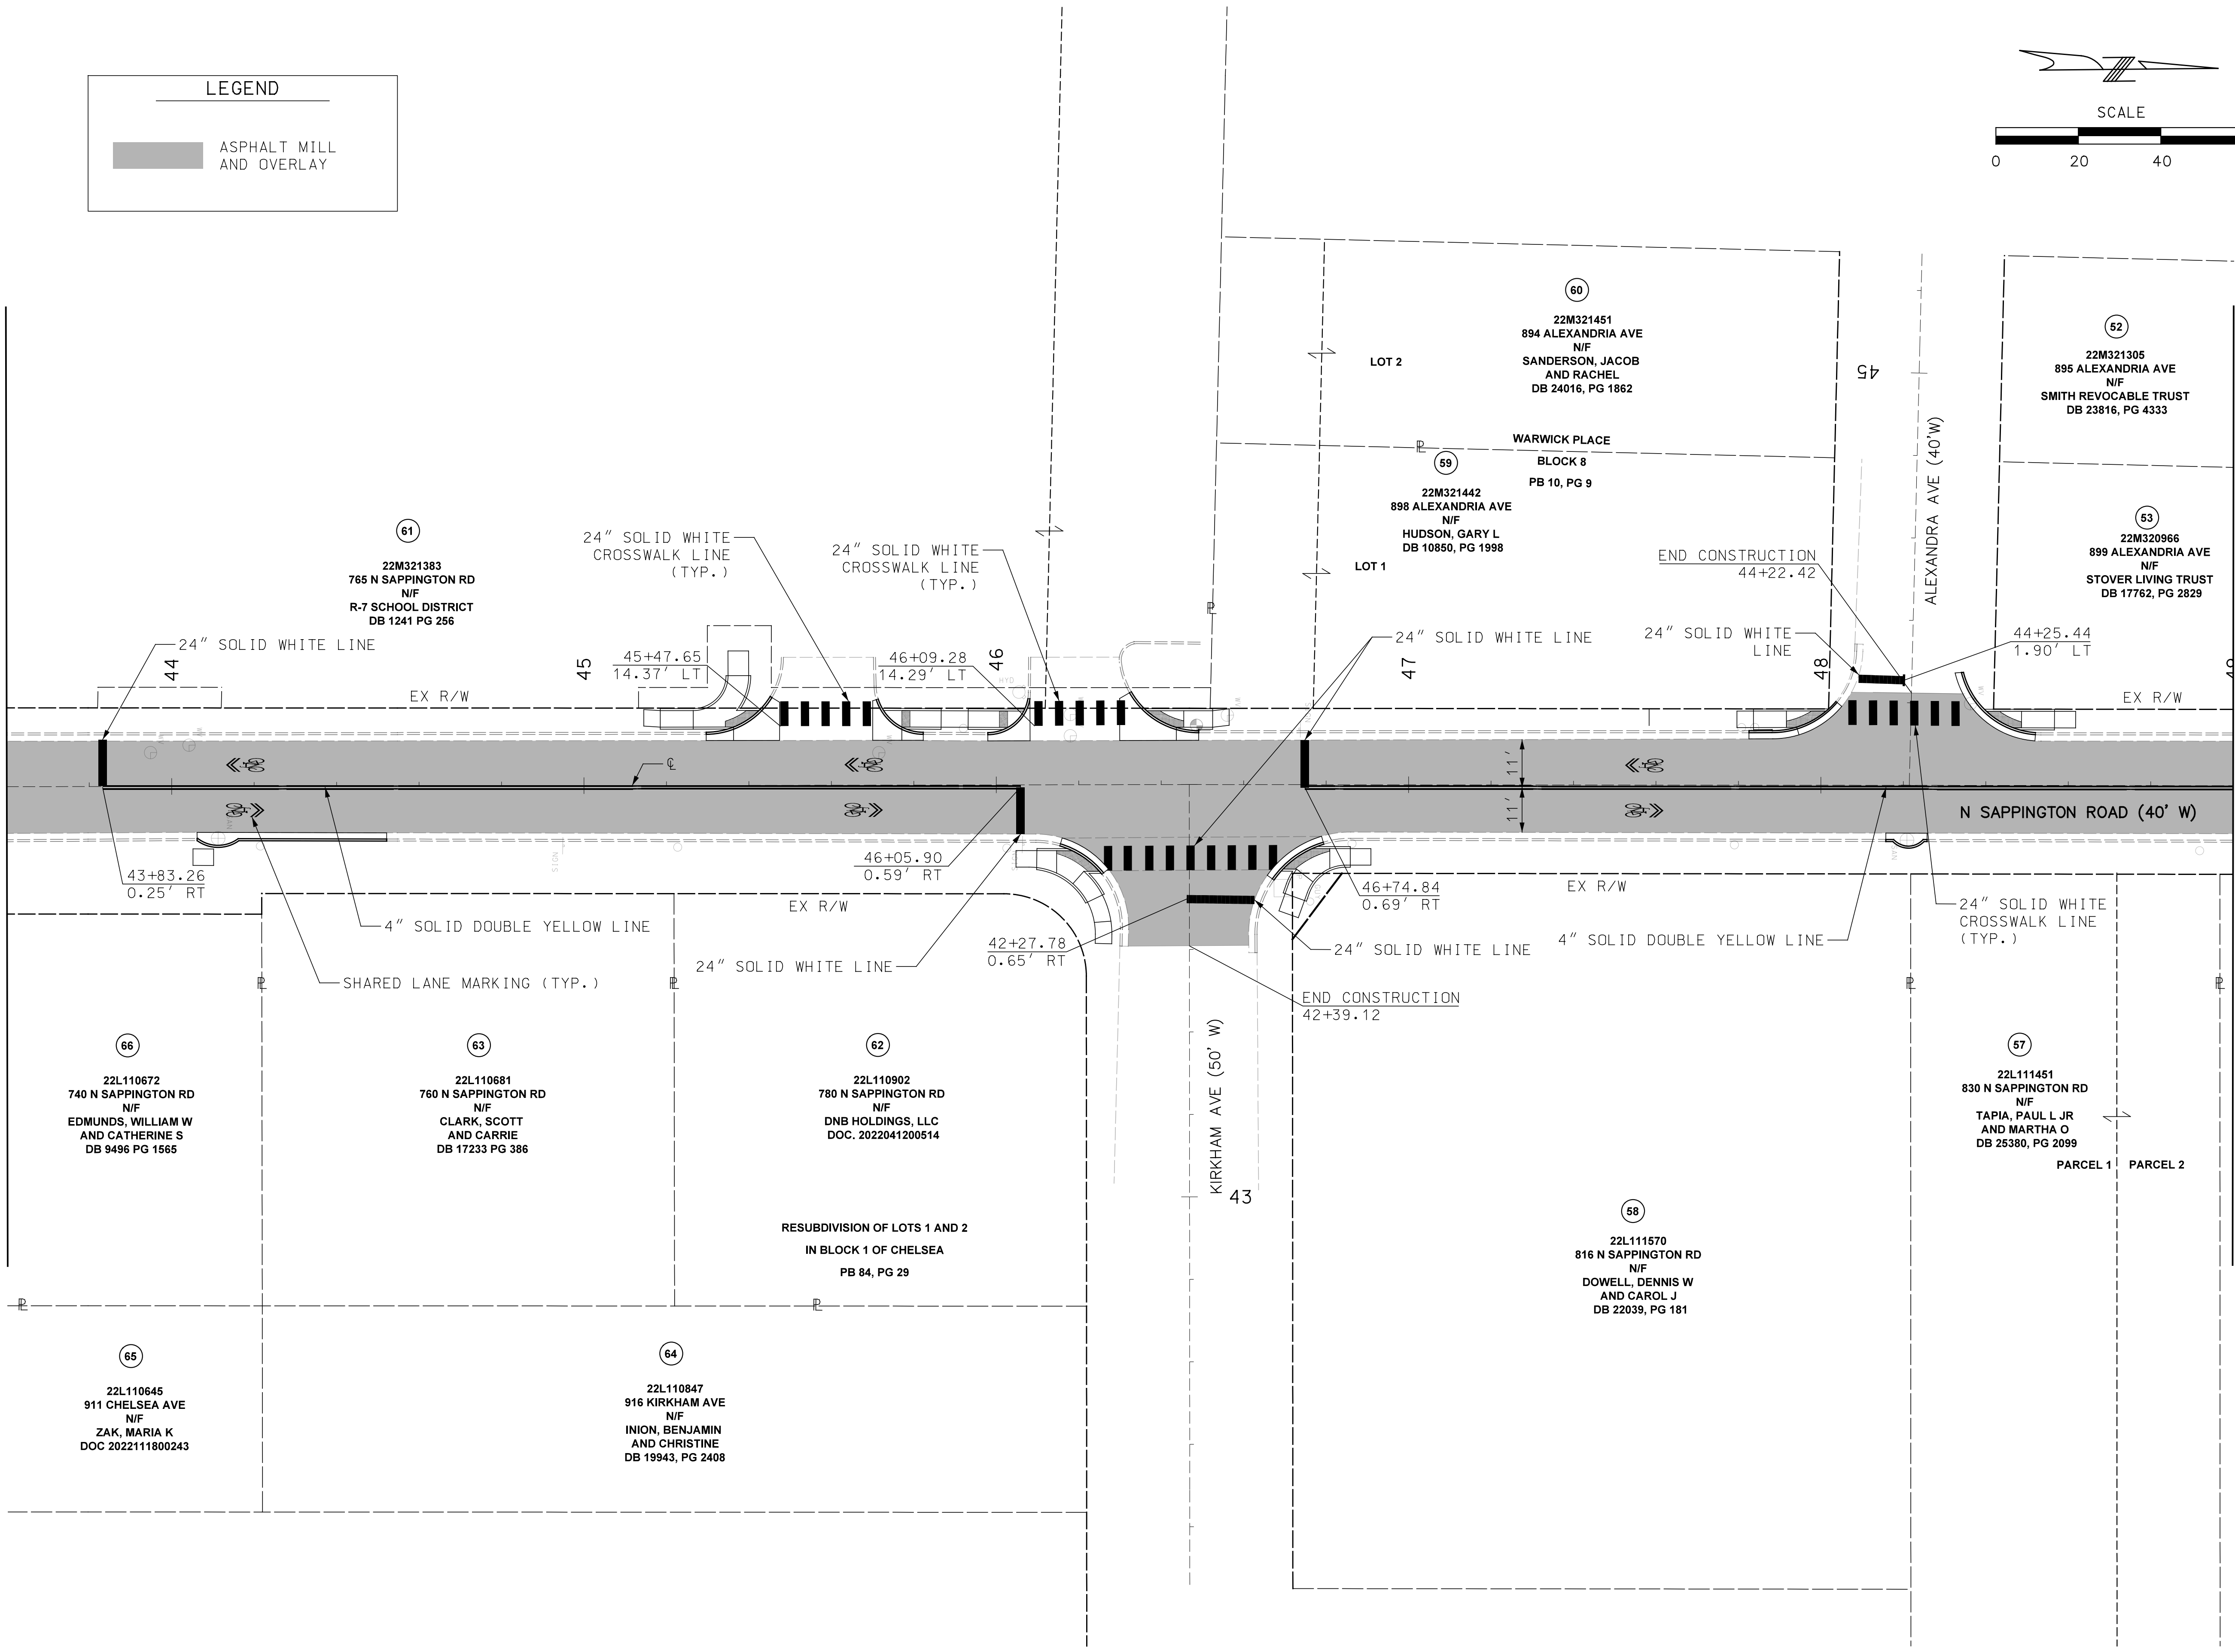 LEGEND
ASPHALT MILL
AND OVERLAY
SCALE
0 20 40
60
22M321451
894 ALEXANDRIA AVE
N/F
SANDERSON, JACOB
AND RACHEL
DB 24016, PG 1862
LOT 2
WARWICK PLACE
BLOCK 8
PB 10, PG 9
59
22M321442
898 ALEXANDRIA AVE
N/F
HUDSON, GARY L
DB 10850, PG 1998
LOT 1
45
ALEXANDRA AVE (40'W)
52
22M321305
895 ALEXANDRIA AVE
N/F
SMITH REVOCABLE TRUST
DB 23816, PG 4333
53
22M320966
899 ALEXANDRIA AVE
N/F
STOVER LIVING TRUST
DB 17762, PG 2829
61
22M321383
765 N SAPPINGTON RD
N/F
R-7 SCHOOL DISTRICT
DB 1241 PG 256
24" SOLID WHITE
CROSSWALK LINE
(TYP.)
24" SOLID WHITE
CROSSWALK LINE
(TYP.)
END CONSTRUCTION
44+22.42
24" SOLID WHITE LINE
24" SOLID WHITE LINE
24" SOLID WHITE
LINE
44+25.44
1.90' LT
44
45
46
47
48
45+47.65
14.37' LT
46+09.28
14.29' LT
HYD
EX R/W
EX R/W
11'
11'
N SAPPINGTON ROAD (40' W)
SIGN
43+83.26
0.25' RT
46+05.90
0.59' RT
46+74.84
0.69' RT
EX R/W
EX R/W
4" SOLID DOUBLE YELLOW LINE
24" SOLID WHITE LINE
42+27.78
0.65' RT
24" SOLID WHITE LINE
4" SOLID DOUBLE YELLOW LINE
24" SOLID WHITE
CROSSWALK LINE
(TYP.)
SHARED LANE MARKING (TYP.)
END CONSTRUCTION
42+39.12
KIRKHAM AVE (50' W)
43
66
22L110672
740 N SAPPINGTON RD
N/F
EDMUNDS, WILLIAM W
AND CATHERINE S
DB 9496 PG 1565
63
22L110681
760 N SAPPINGTON RD
N/F
CLARK, SCOTT
AND CARRIE
DB 17233 PG 386
62
22L110902
780 N SAPPINGTON RD
N/F
DNB HOLDINGS, LLC
DOC. 2022041200514
RESUBDIVISION OF LOTS 1 AND 2
IN BLOCK 1 OF CHELSEA
PB 84, PG 29
57
22L111451
830 N SAPPINGTON RD
N/F
TAPIA, PAUL L JR
AND MARTHA O
DB 25380, PG 2099
PARCEL 1
PARCEL 2
58
22L111570
816 N SAPPINGTON RD
N/F
DOWELL, DENNIS W
AND CAROL J
DB 22039, PG 181
65
22L110645
911 CHELSEA AVE
N/F
ZAK, MARIA K
DOC 2022111800243
64
22L110847
916 KIRKHAM AVE
N/F
INION, BENJAMIN
AND CHRISTINE
DB 19943, PG 2408